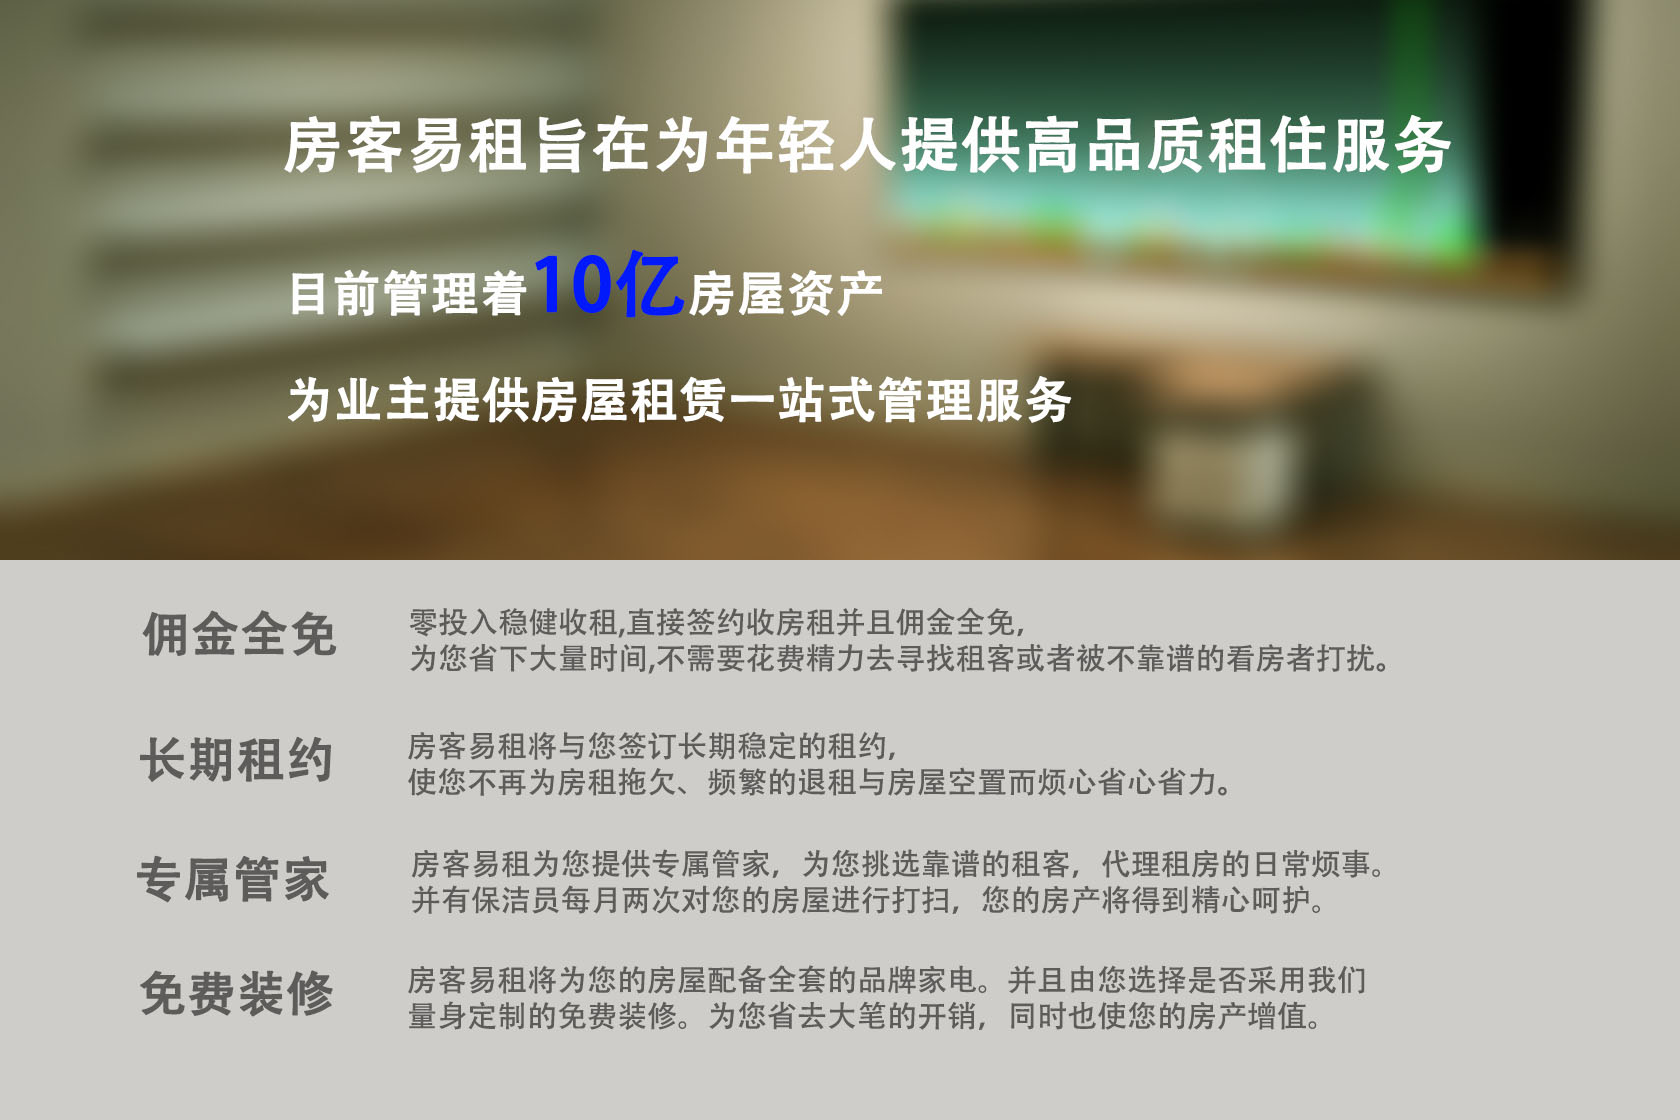 房客易租旨在为年轻人提供高品质租住服务
目前管理着10亿房屋资产
为业主提供房屋租赁一站式管理服务
佣金全免
零投入稳健收租,直接签约收房租并且佣金全免,
为您省下大量时间,不需要花费精力去寻找租客或者被不靠谱的看房者打扰。
长期租约
房客易租将与您签订长期稳定的租约,
使您不再为房租拖欠、频繁的退租与房屋空置而烦心省心省力。
专属管家
房客易租为您提供专属管家，为您挑选靠谱的租客，代理租房的日常烦事。
并有保洁员每月两次对您的房屋进行打扫，您的房产将得到精心呵护。
免费装修
房客易租将为您的房屋配备全套的品牌家电。并且由您选择是否采用我们
量身定制的免费装修。为您省去大笔的开销，同时也使您的房产增值。